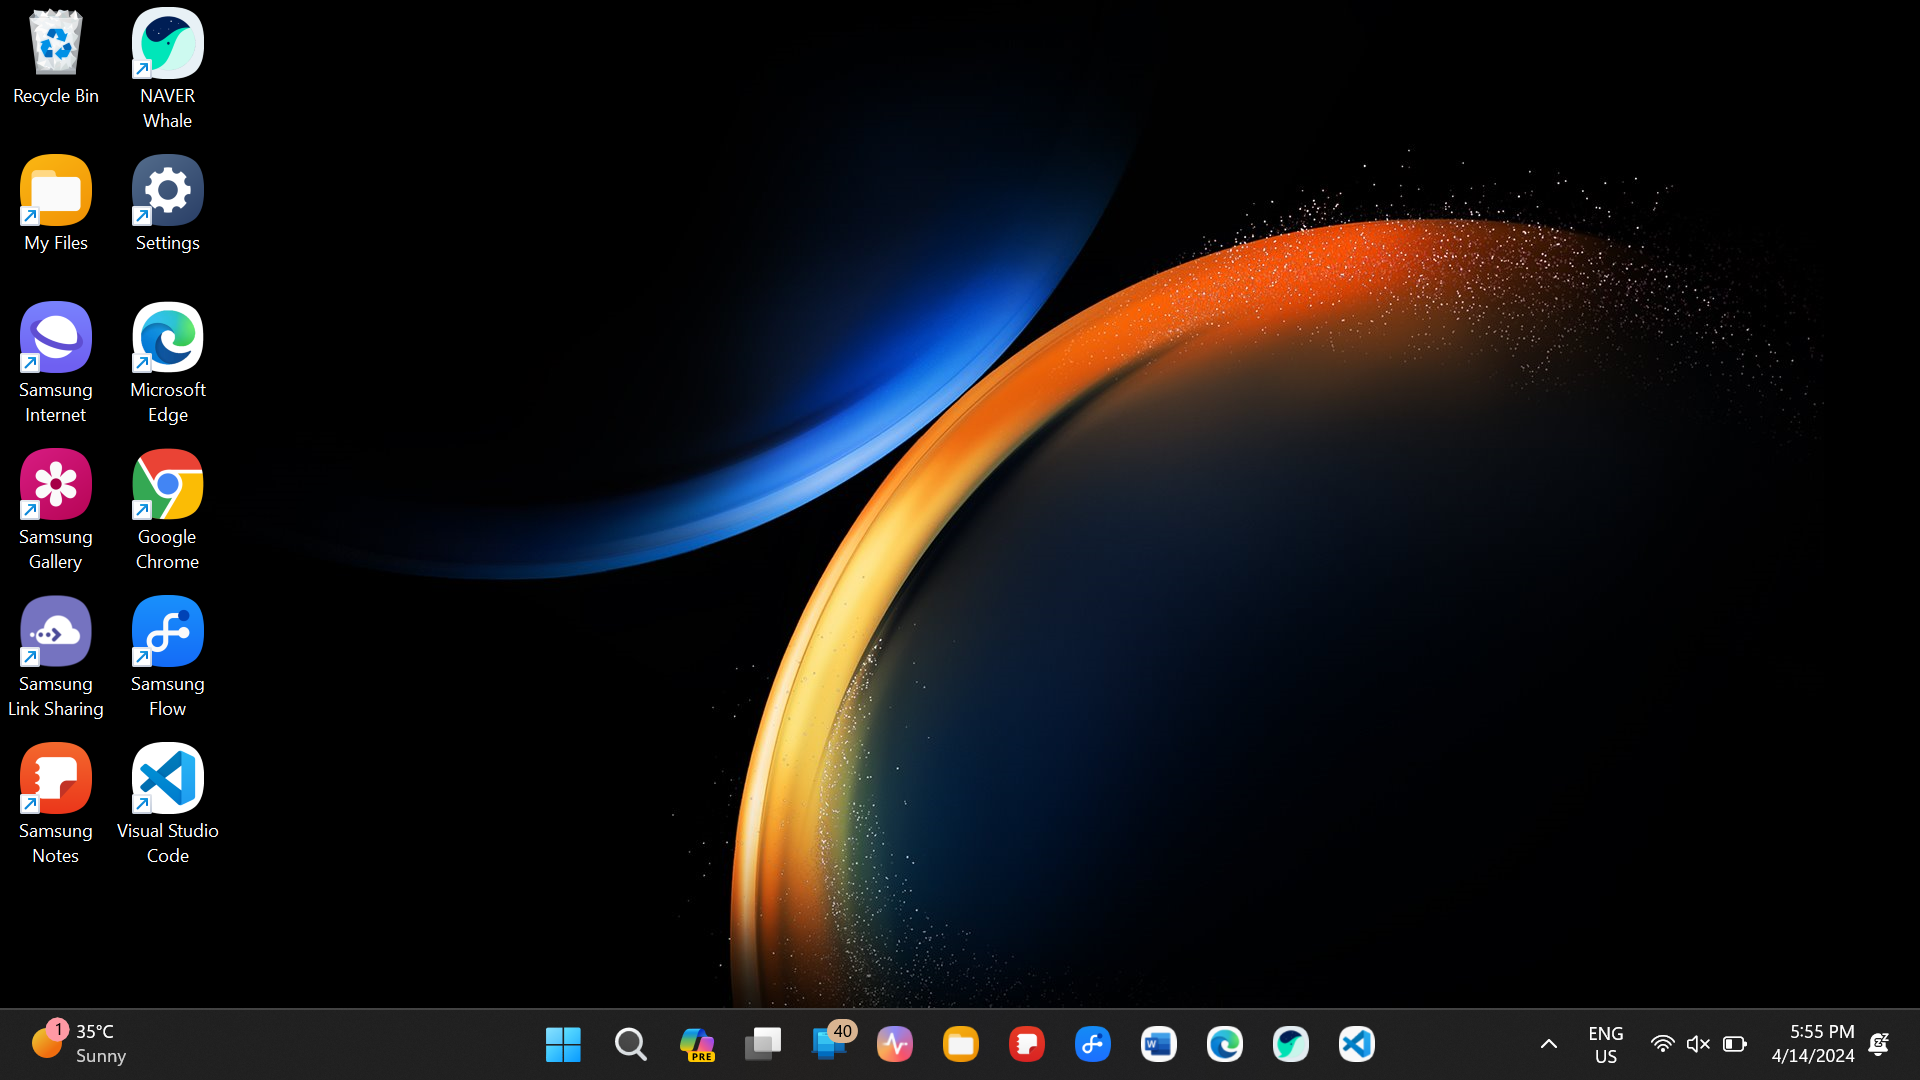 Recycle Bin
NAVER
Whale
My Files
Settings
Samsung
Internet
Microsoft
Edge
Samsung
Gallery
Google
Chrome
Samsung
Link Sharing
Samsung
Flow
Samsung
Notes
Visual Studio
Code
1
35°C
Sunny
PRE
40
W
ENG
US
5:55 PM
4/14/2024